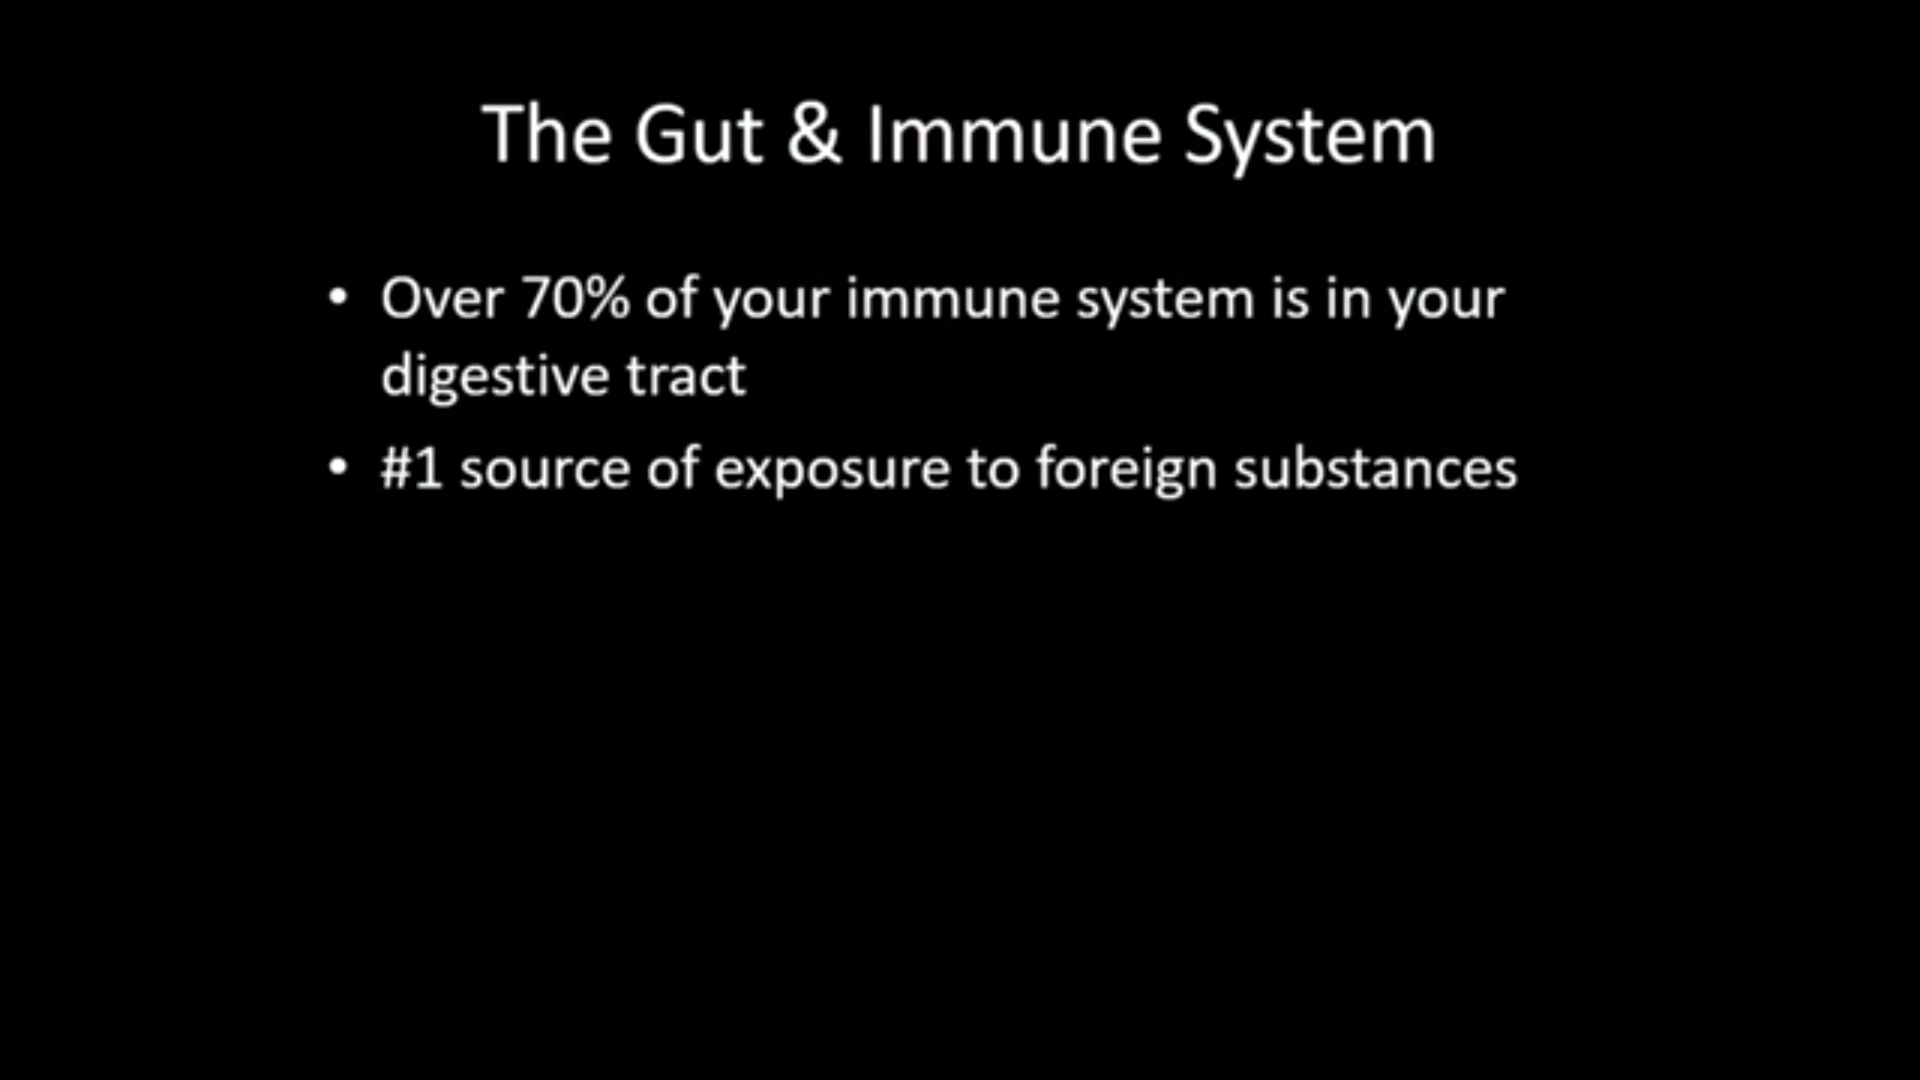 The Gut & Immune System
• Over 70% of your immune system is in your
digestive tract
• #1 source of exposure to foreign substances